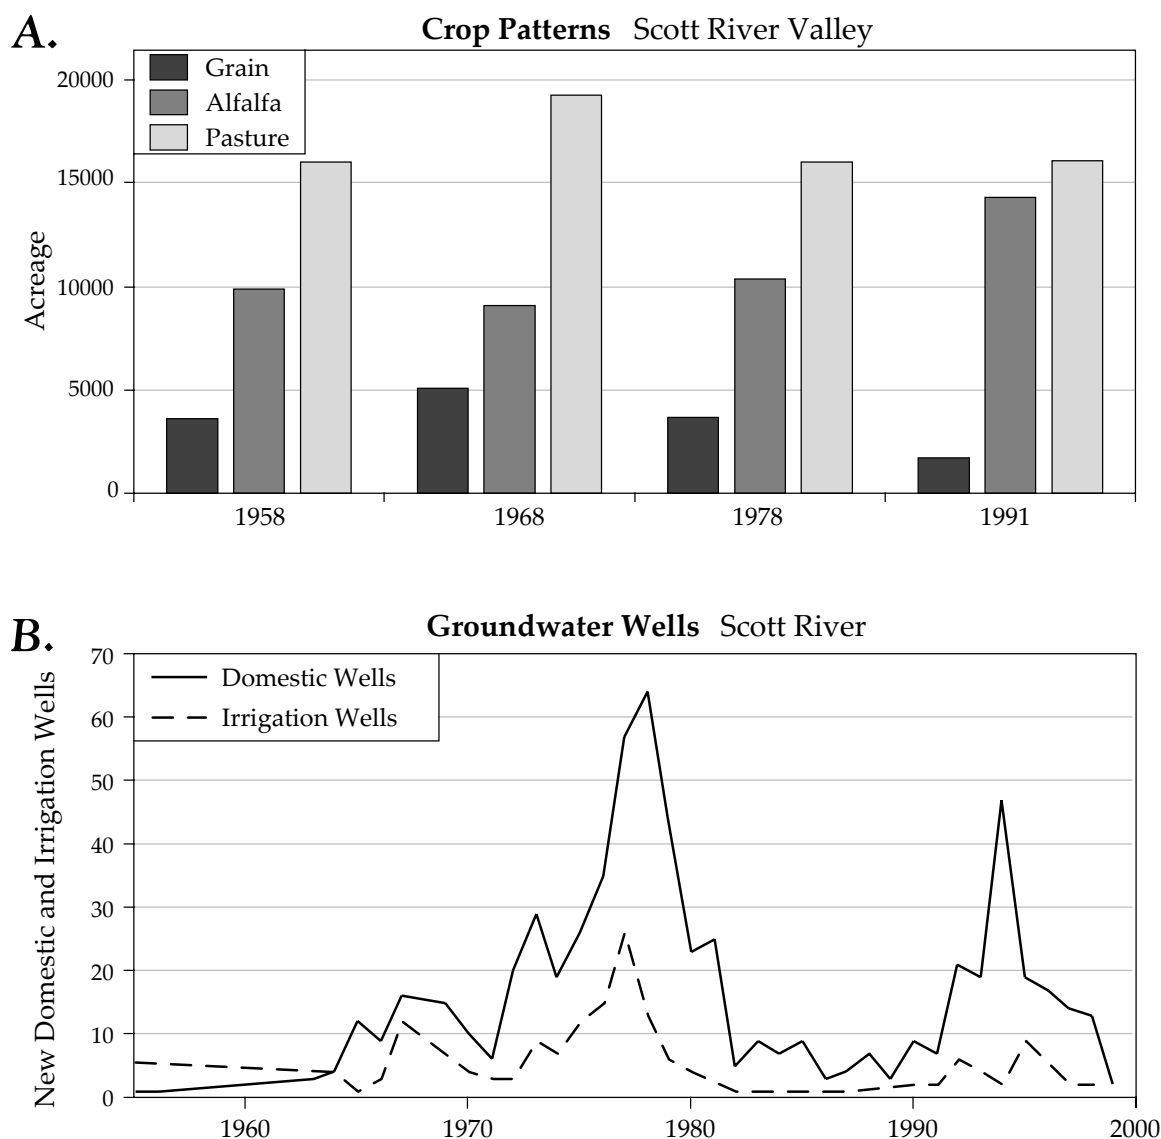 A.
Crop Patterns Scott River Valley
Grain
Alfalfa
Pasture
Acreage
20000
15000
10000
5000
0
1958 1968 1978 1991
B.
Groundwater Wells Scott River
Domestic Wells
Irrigation Wells
New Domestic and Irrigation Wells
70
60
50
40
30
20
10
0
1960 1970 1980 1990 2000